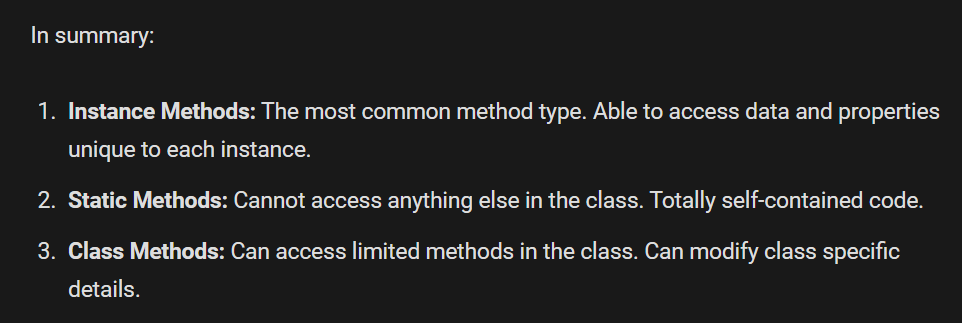 In summary:
1. Instance Methods: The most common method type. Able to access data and properties
unique to each instance.
2. Static Methods: Cannot access anything else in the class. Totally self-contained code.
3. Class Methods: Can access limited methods in the class. Can modify class specific
details.